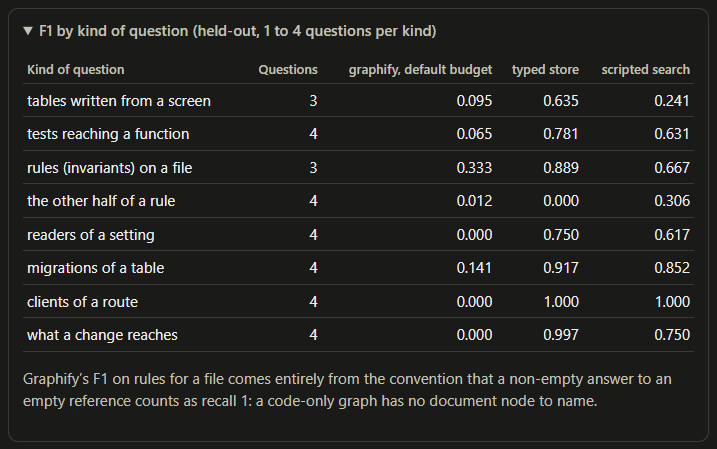 ▼ F1 by kind of question (held-out, 1 to 4 questions per kind)
Kind of question Questions graphify, default budget typed store scripted search
tables written from a screen 3 0.095 0.635 0.241
tests reaching a function 4 0.065 0.781 0.631
rules (invariants) on a file 3 0.333 0.889 0.667
the other half of a rule 4 0.012 0.000 0.306
readers of a setting 4 0.000 0.750 0.617
migrations of a table 4 0.141 0.917 0.852
clients of a route 4 0.000 1.000 1.000
what a change reaches 4 0.000 0.997 0.750
Graphify’s F1 on rules for a file comes entirely from the convention that a non-empty answer to an
empty reference counts as recall 1: a code-only graph has no document node to name.